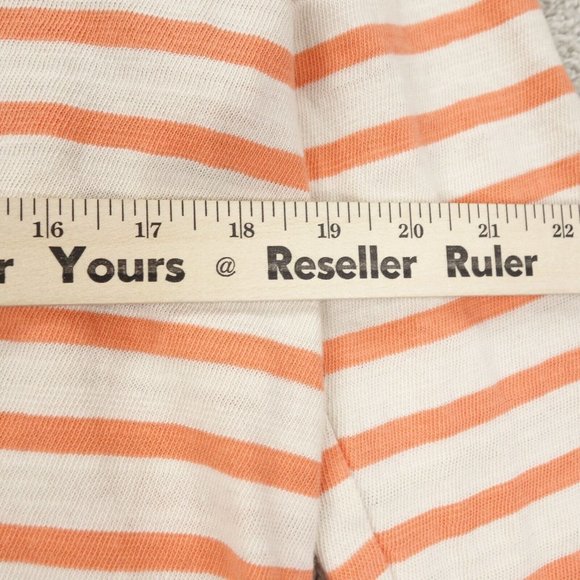 16 17 18 19 20 21 22
r Yours @ Reseller Ruler